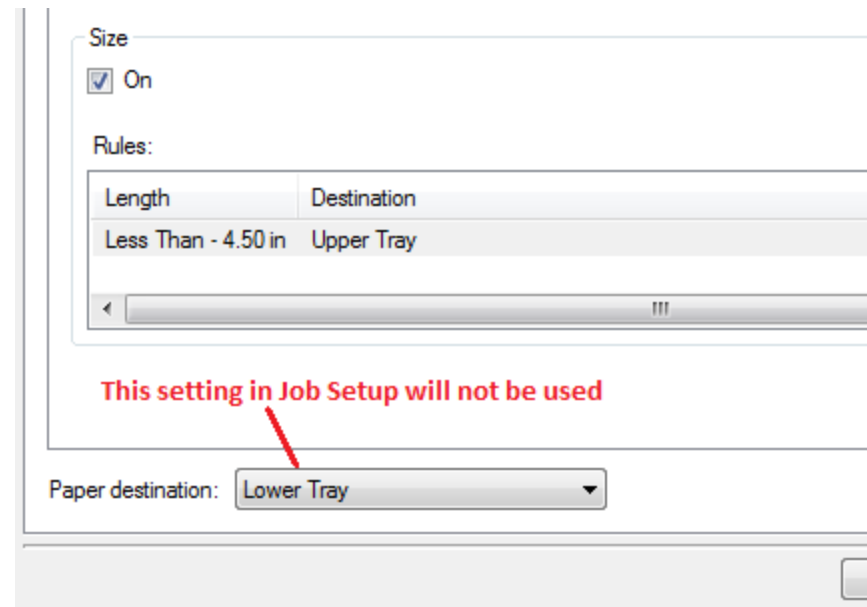 Size
On
Rules:
Length Destination
Less Than - 4.50 in Upper Tray
This setting in Job Setup will not be used
Paper destination: Lower Tray